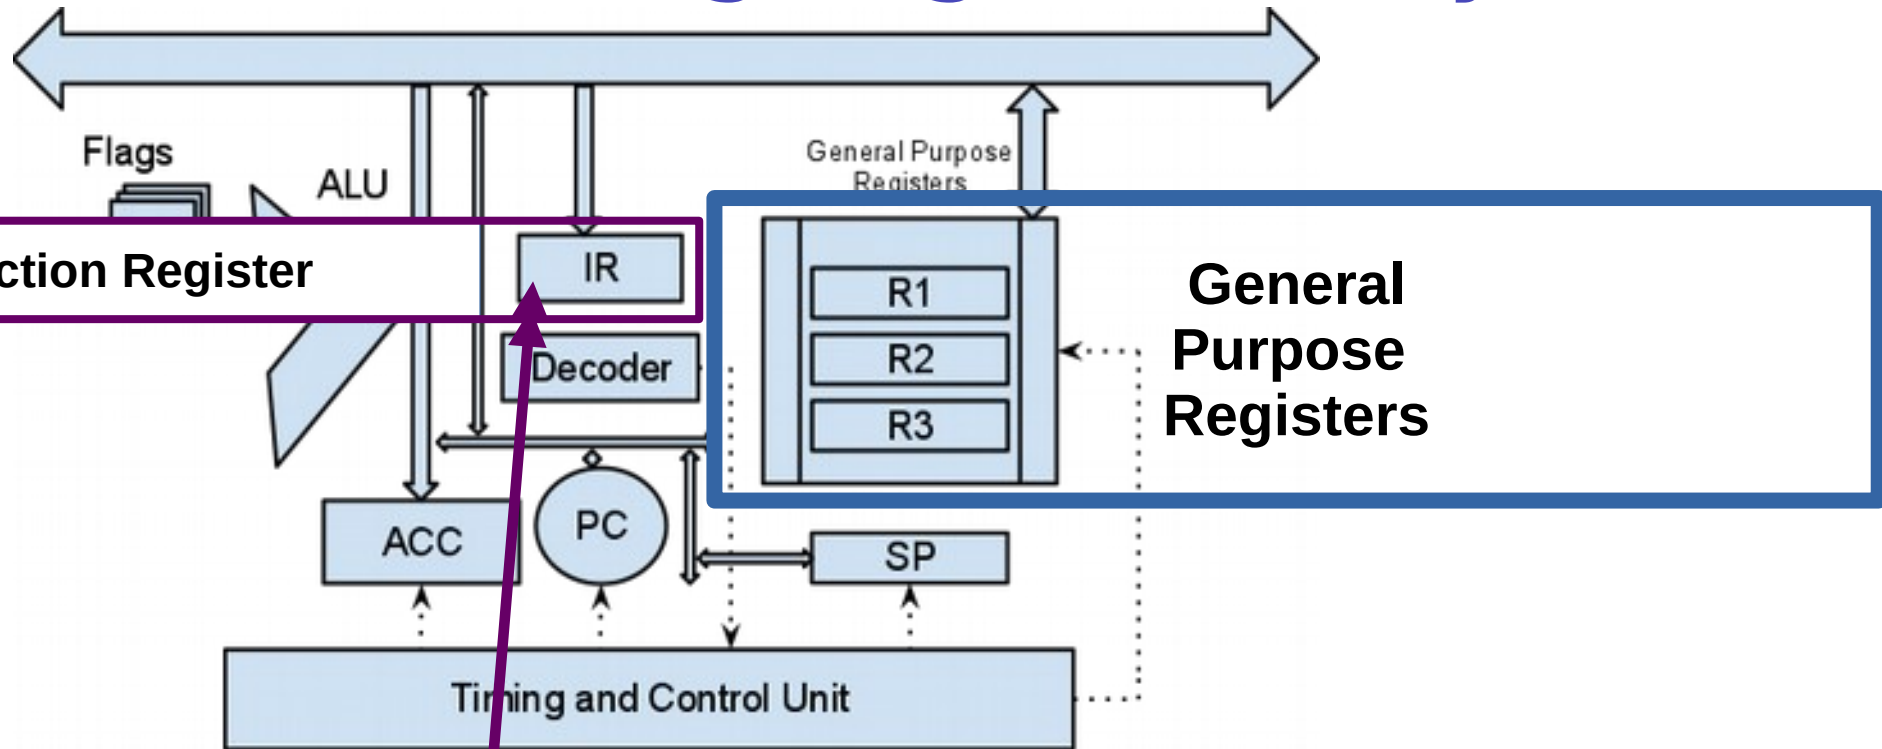 Flags
ALU
General Purpose
Registers
ction Register
IR
R1
R2
R3
General
Purpose
Registers
Decoder
ACC
PC
SP
Timing and Control Unit